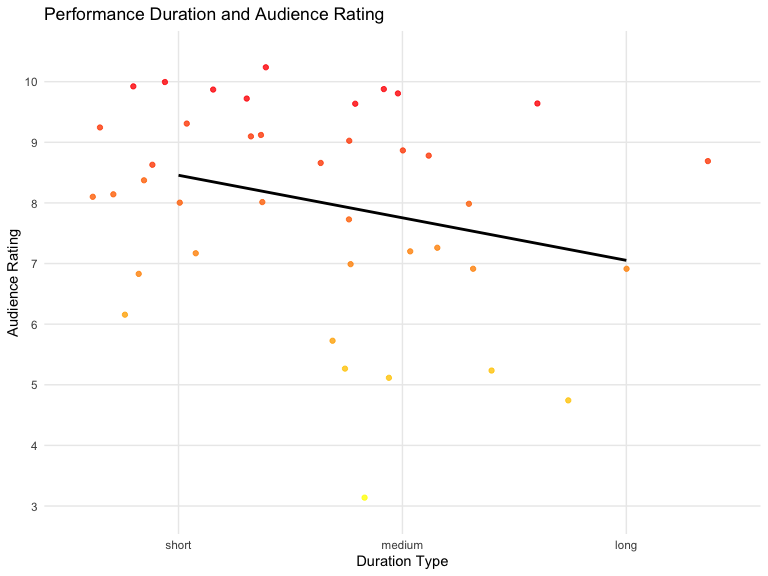 Performance Duration and Audience Rating
Audience Rating
10
9
8
7
6
5
4
3
short medium long
Duration Type